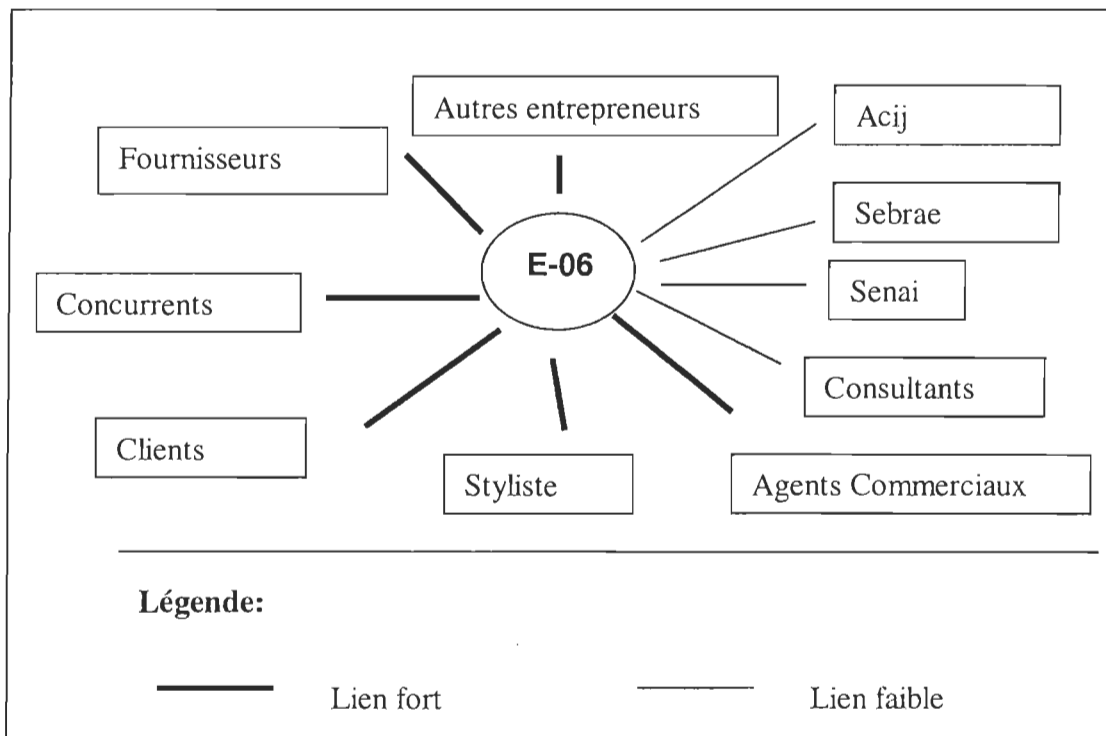 Autres entrepreneurs
Acij
Fournisseurs
Sebrae
E-06
Senai
Concurrents
Consultants
Clients
Styliste
Agents Commerciaux
Légende:
Lien fort
Lien faible